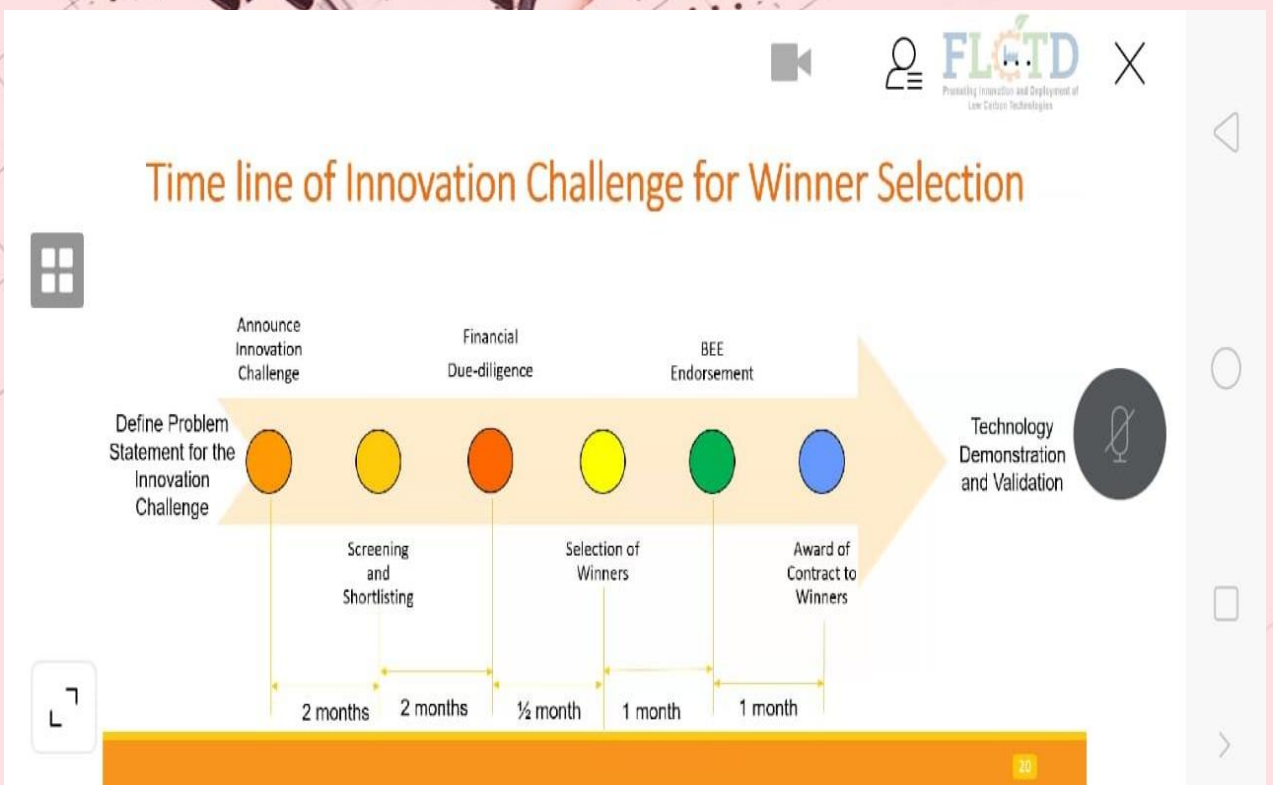 FLCTD
Promoting Innovation and Deployment of
Low Carbon Technologies
Time line of Innovation Challenge for Winner Selection
Announce
Innovation
Challenge
Financial
Due-diligence
BEE
Endorsement
Define Problem
Statement for the
Innovation
Challenge
Technology
Demonstration
and Validation
Screening
and
Shortlisting
Selection of
Winners
Award of
Contract to
Winners
2 months
2 months
½ month
1 month
1 month
20